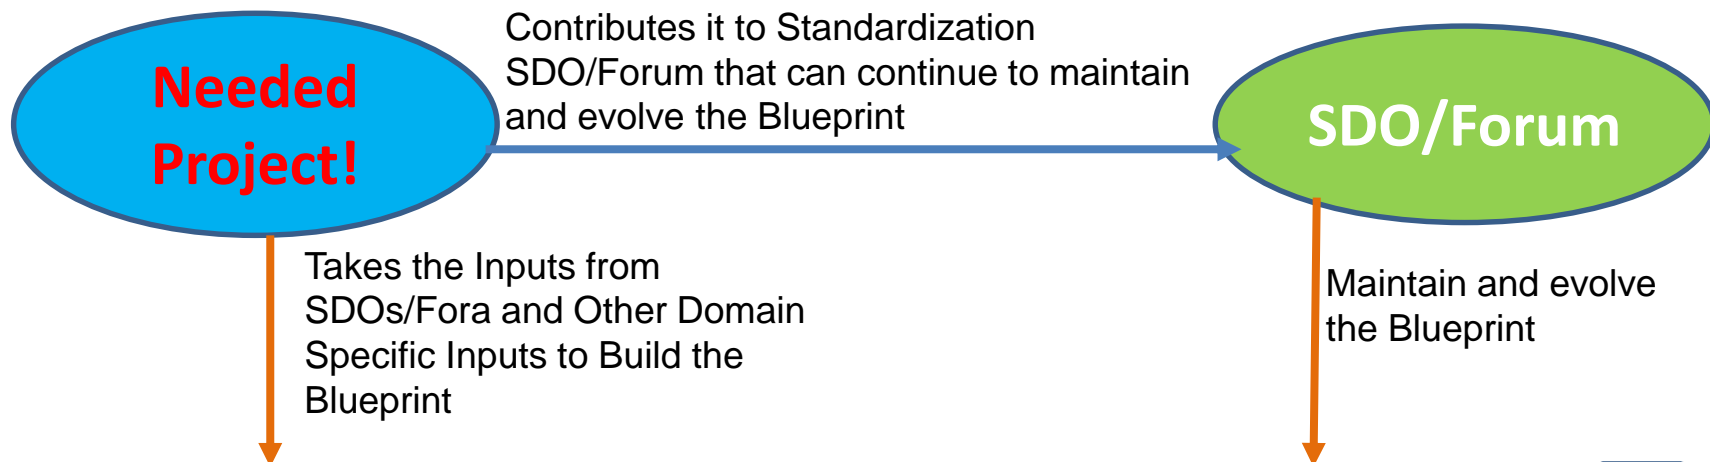 Contributes it to Standardization
SDO/Forum that can continue to maintain
and evolve the Blueprint
Needed
Project!
SDO/Forum
Takes the Inputs from
SDOs/Fora and Other Domain
Specific Inputs to Build the
Blueprint
Maintain and evolve
the Blueprint